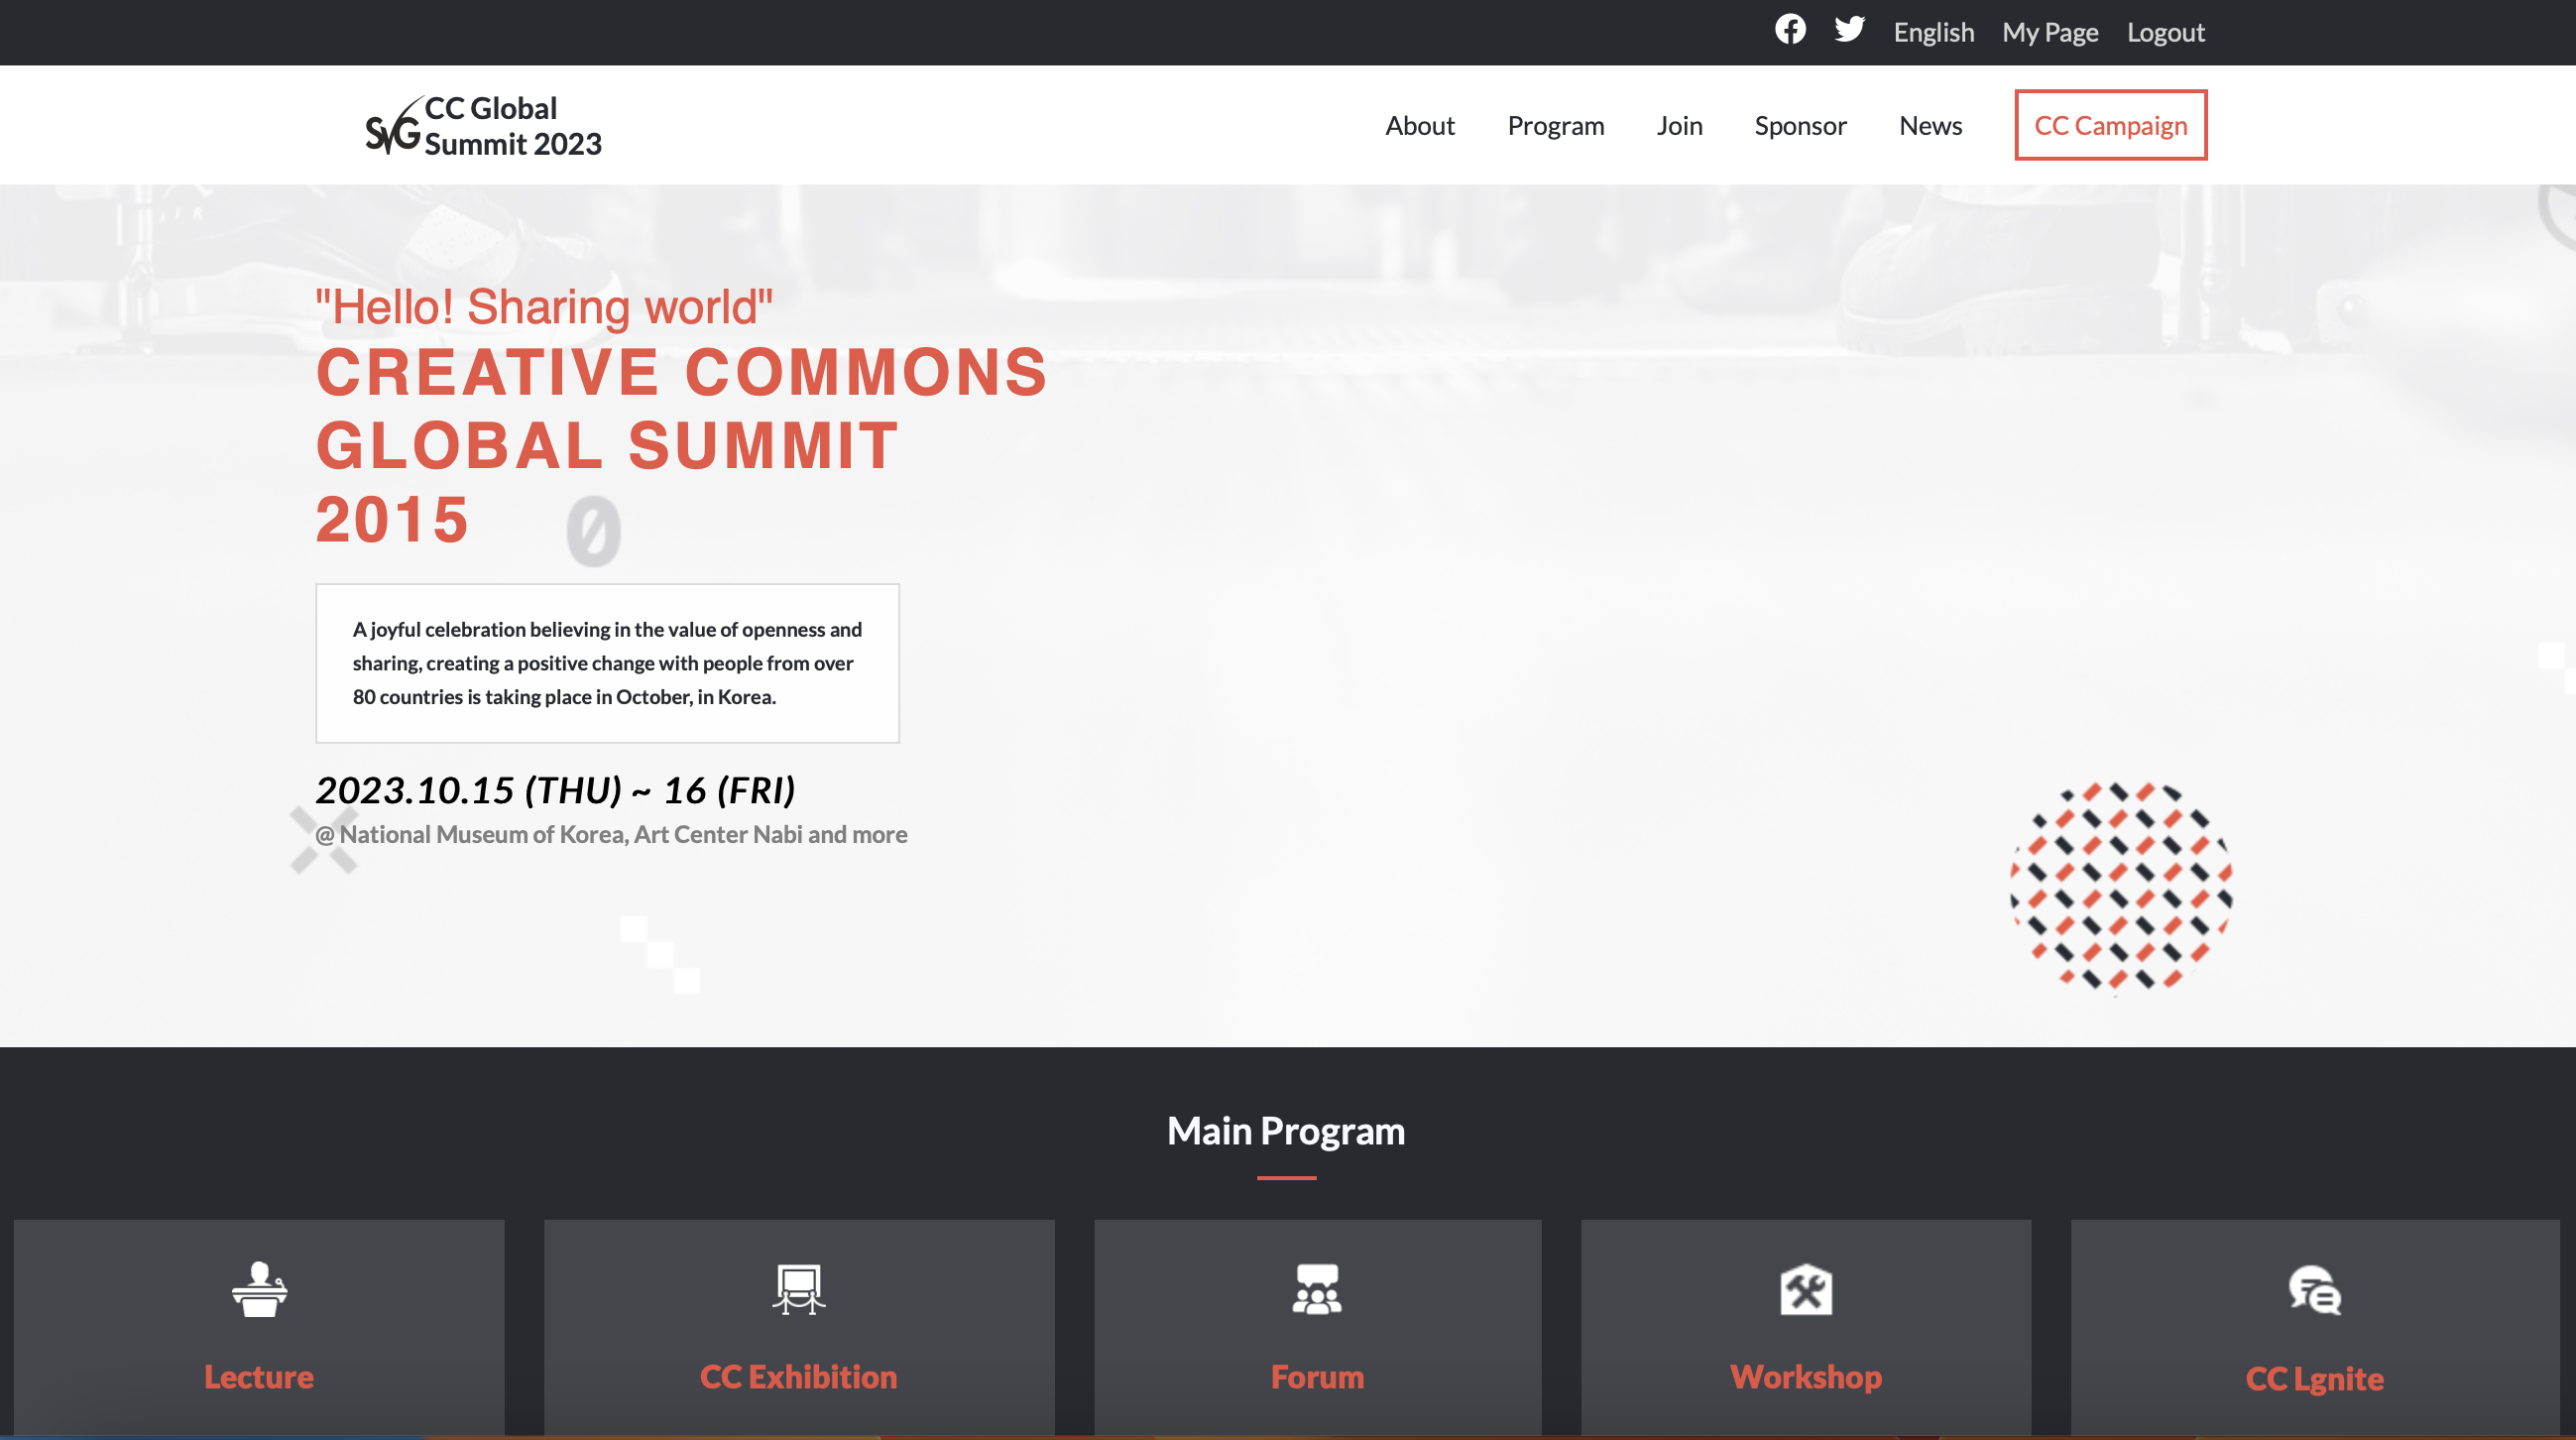 English My Page Logout
SVG CC Global
Summit 2023
About Program Join Sponsor News CC Campaign
"Hello! Sharing world"
CREATIVE COMMONS
GLOBAL SUMMIT
2015
0
A joyful celebration believing in the value of openness and
sharing, creating a positive change with people from over
80 countries is taking place in October, in Korea.
2023.10.15 (THU) ~ 16 (FRI)
@ National Museum of Korea, Art Center Nabi and more
Main Program
Lecture CC Exhibition Forum Workshop CC Lgnite